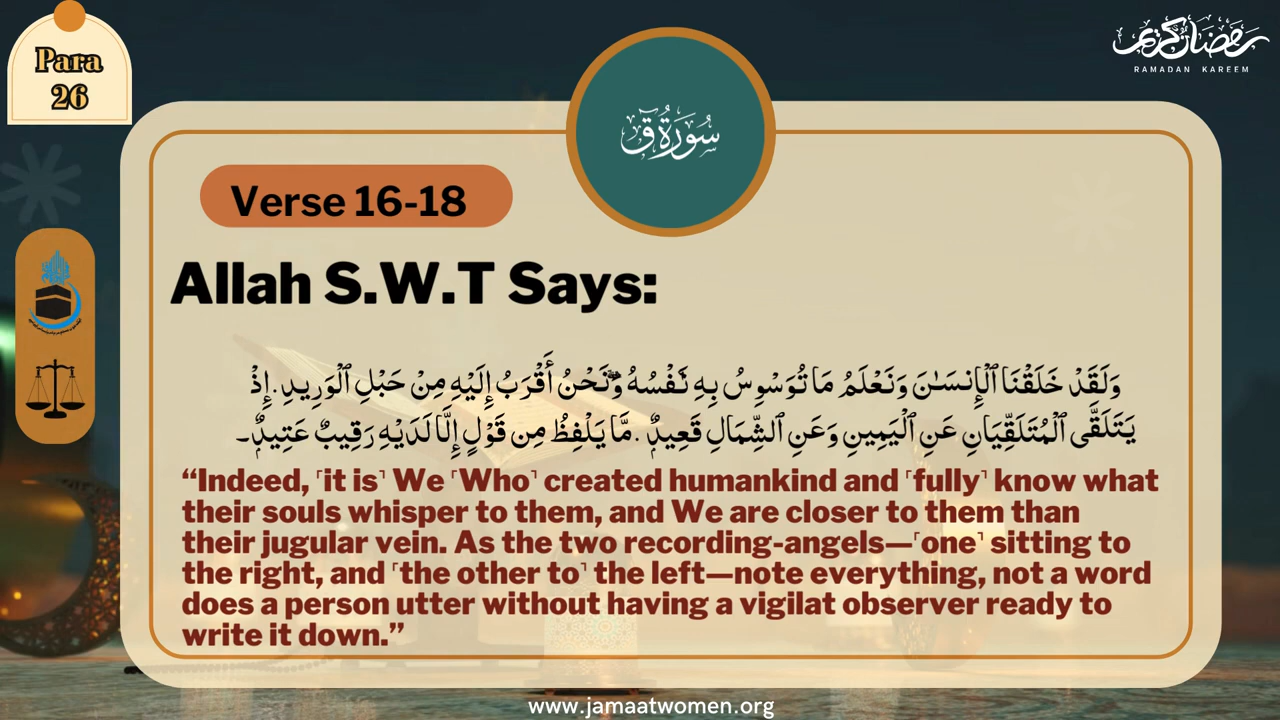 Para
26
رمضان كريم
RAMADAN KAREEM
سُورَةُ ق
Verse 16-18
Allah S.W.T Says:
وَلَقَدْ خَلَقْنَا ٱلْإِنسَـٰنَ وَنَعْلَمُ مَا تُوَسْوِسُ بِهِۦ نَفْسُهُۥ ۖ وَنَحْنُ أَقْرَبُ إِلَيْهِ مِنْ حَبْلِ ٱلْوَرِيدِ. إِذْ
يَتَلَقَّى ٱلْمُتَلَقِّيَانِ عَنِ ٱلْيَمِينِ وَعَنِ ٱلشِّمَالِ قَعِيدٌۭ . مَّا يَلْفِظُ مِن قَوْلٍ إِلَّا لَدَيْهِ رَقِيبٌ عَتِيدٌۭ۔
“Indeed, ˹it is˺ We ˹Who˺ created humankind and ˹fully˺ know what
their souls whisper to them, and We are closer to them than
their jugular vein. As the two recording-angels—˹one˺ sitting to
the right, and ˹the other to˺ the left—note everything, not a word
does a person utter without having a vigilat observer ready to
write it down.”
www.jamaatwomen.org